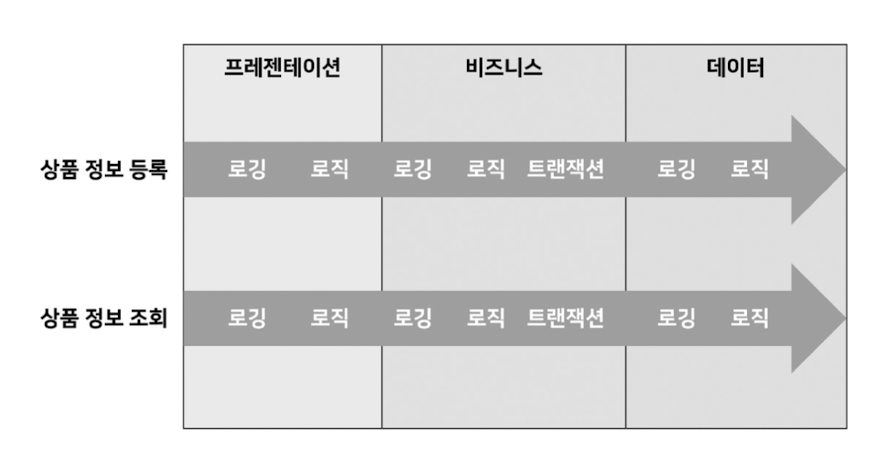 프레젠테이션 비즈니스 데이터
상품 정보 등록 로깅 로직 로깅 로직 트랜잭션 로깅 로직
상품 정보 조회 로깅 로직 로깅 로직 트랜잭션 로깅 로직